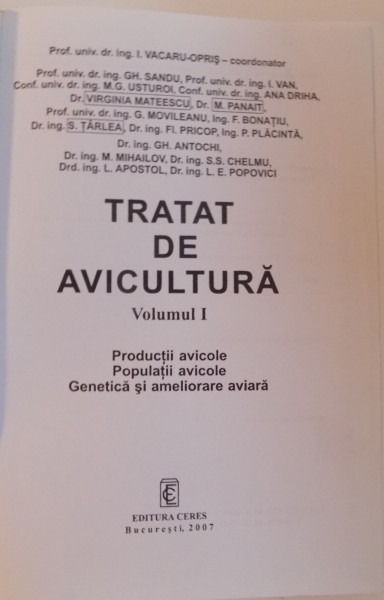 Prof. univ. dr. ing. I. VACARU-OPRIŞ – coordonator
Prof. univ. dr. ing. GH. SANDU, Prof. univ. dr. ing. I. VAN,
Conf. univ. dr. ing. M.G. USTUROI, Conf. univ. dr. ing. ANA DRIHA,
Dr. VIRGINIA MATEESCU, Dr. M. PANAIT,
Prof. univ. dr. ing. G. MOVILEANU, Ing. F. BONAŢIU,
Dr. ing. S. ŢÂRLEA, Dr. ing. Fl. PRICOP, Ing. P. PLĂCINTĂ,
Dr. ing. GH. ANTOCHI,
Dr. ing. M. MIHAILOV, Dr. ing. S.S. CHELMU,
Drd. ing. L. APOSTOL, Dr. ing. L. E. POPOVICI
TRATAT
DE
AVICULTURĂ
Volumul I
Producţii avicole
Populaţii avicole
Genetică şi ameliorare aviară
EDITURA CERES
Bucureşti, 2007